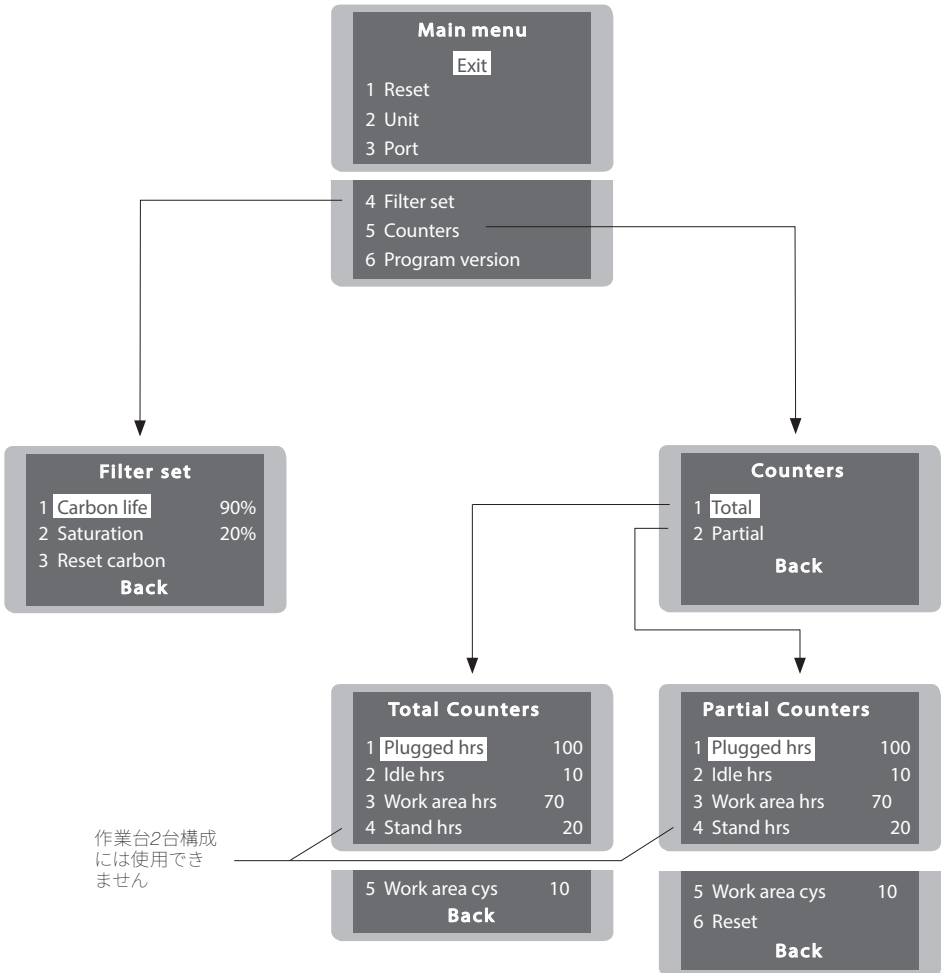 Main menu
Exit
1 Reset
2 Unit
3 Port
4 Filter set
5 Counters
6 Program version
Filter set
1 Carbon life 90%
2 Saturation 20%
3 Reset carbon
Back
Counters
1 Total
2 Partial
Back
Total Counters
1 Plugged hrs 100
2 Idle hrs 10
3 Work area hrs 70
4 Stand hrs 20
5 Work area cys 10
Back
Partial Counters
1 Plugged hrs 100
2 Idle hrs 10
3 Work area hrs 70
4 Stand hrs 20
5 Work area cys 10
6 Reset
Back
作業台2台構成
には使用でき
ません